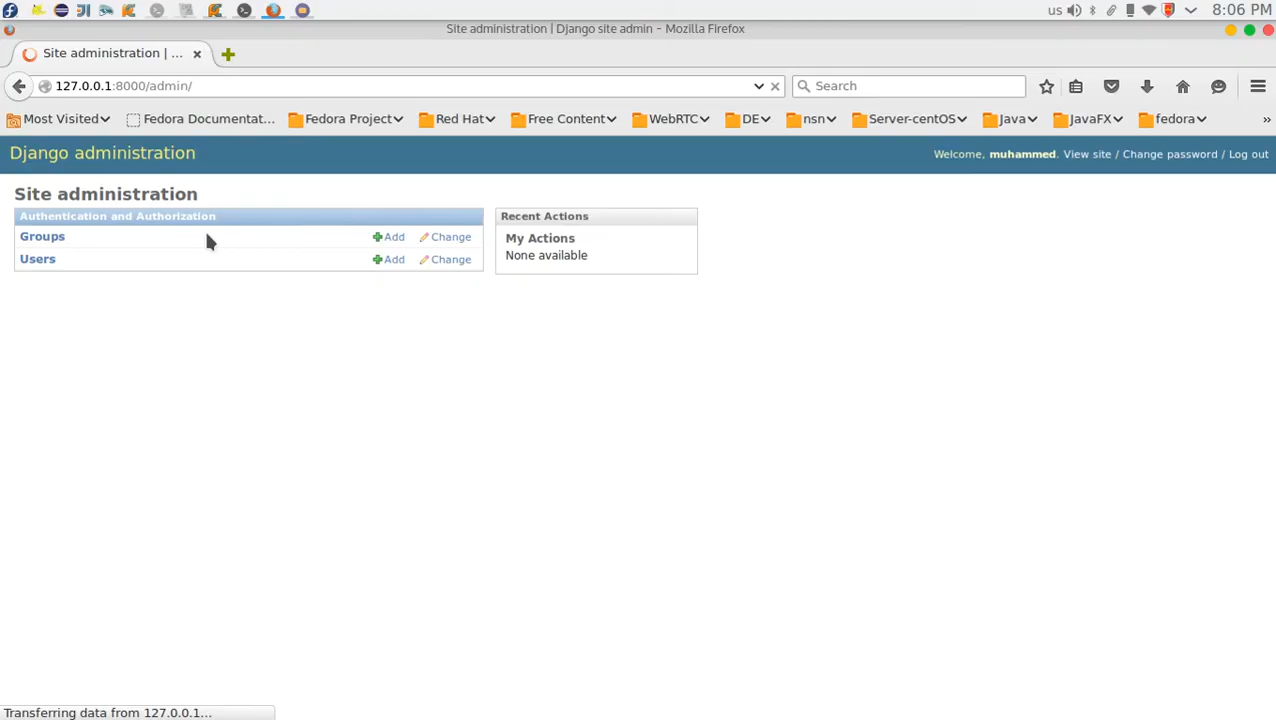 us 8:06 PM
Site administration | Django site admin - Mozilla Firefox
Site administration | ...
127.0.0.1:8000/admin/ Search
Most Visited Fedora Documentat... Fedora Project Red Hat Free Content WebRTC DE nsn Server-centOS Java JavaFX fedora »
Django administration Welcome, muhammed. View site / Change password / Log out
Site administration
Authentication and Authorization
Groups Add Change
Users Add Change
Recent Actions
My Actions
None available
Transferring data from 127.0.0.1...